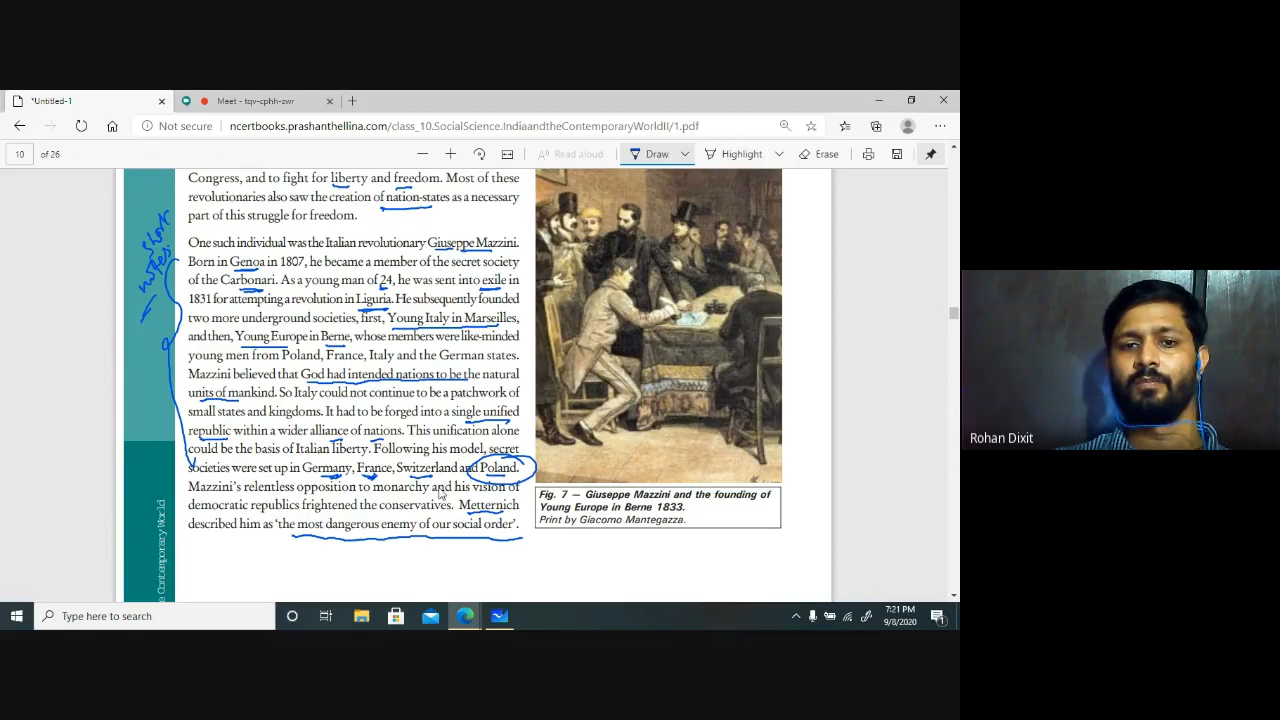 *Untitled-1
Meet - tqv-cphh-zwr
Not secure
ncertbooks.prashanthellina.com/class_10.SocialScience.IndiaandtheContemporaryWorldII/1.pdf
10 of 26
Read aloud
Draw
Highlight
Erase
Congress, and to fight for liberty and freedom. Most of these
revolutionaries also saw the creation of nation-states as a necessary
part of this struggle for freedom.
short
notes
One such individual was the Italian revolutionary Giuseppe Mazzini.
Born in Genoa in 1807, he became a member of the secret society
of the Carbonari. As a young man of 24, he was sent into exile in
1831 for attempting a revolution in Liguria. He subsequently founded
two more underground societies, first, Young Italy in Marseilles,
and then, Young Europe in Berne, whose members were like-minded
young men from Poland, France, Italy and the German states.
Mazzini believed that God had intended nations to be the natural
units of mankind. So Italy could not continue to be a patchwork of
small states and kingdoms. It had to be forged into a single unified
republic within a wider alliance of nations. This unification alone
could be the basis of Italian liberty. Following his model, secret
societies were set up in Germany, France, Switzerland and Poland.
Mazzini's relentless opposition to monarchy and his vision of
democratic republics frightened the conservatives. Metternich
described him as 'the most dangerous enemy of our social order'.
Fig. 7 — Giuseppe Mazzini and the founding of
Young Europe in Berne 1833.
Print by Giacomo Mantegazza.
e Contemporary World
Rohan Dixit
Type here to search
7:21 PM
9/8/2020
1